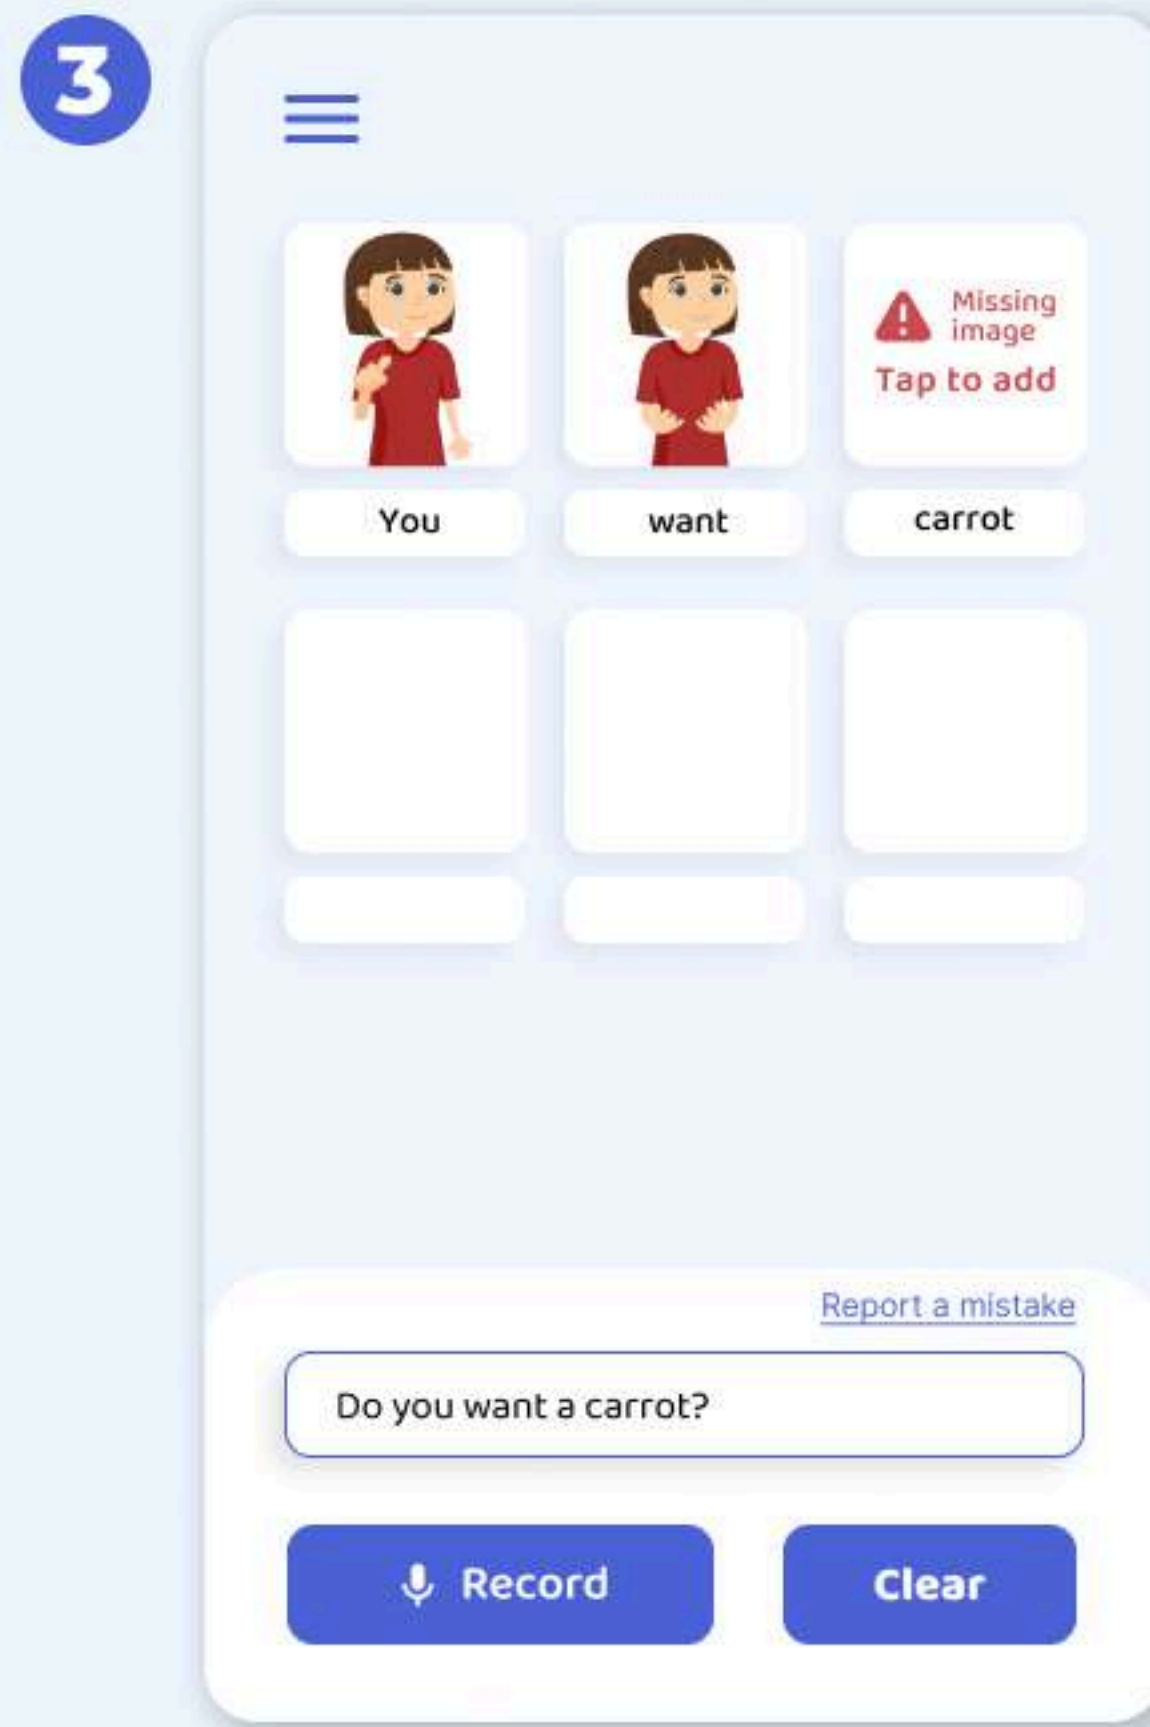 3
Missing
image
Tap to add
You want carrot
Report a mistake
Do you want a carrot?
Record Clear